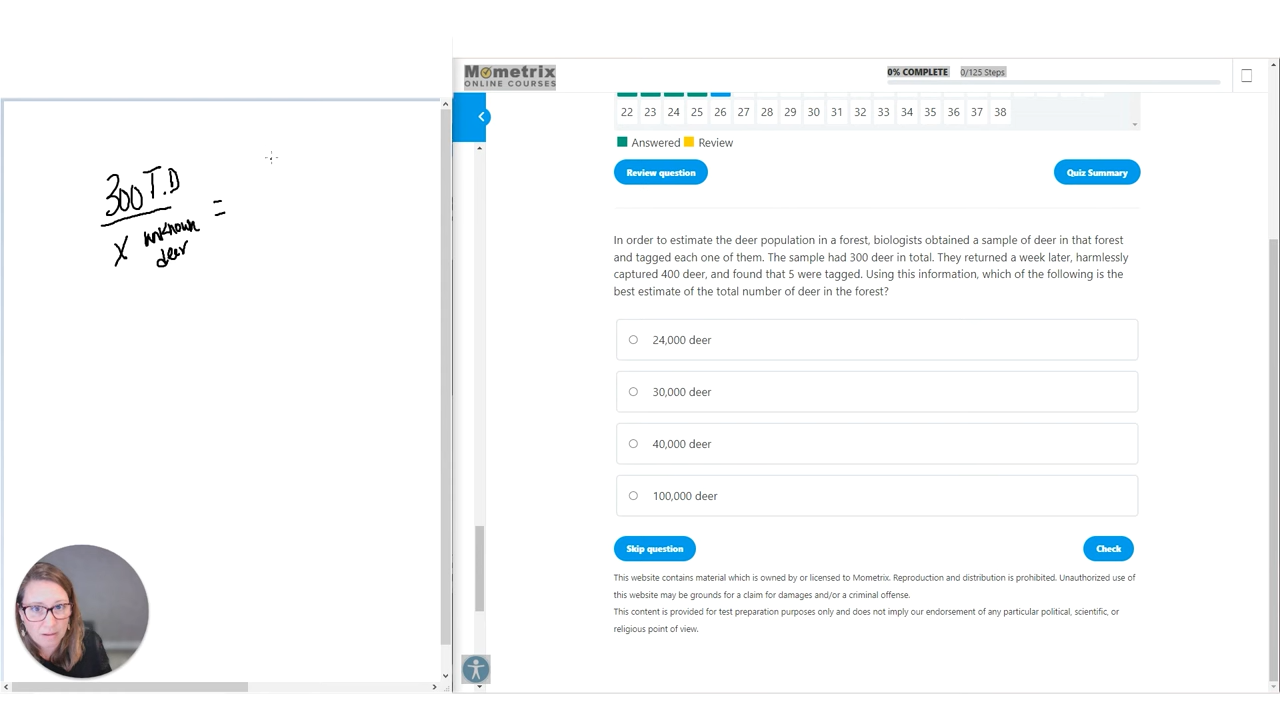 300 T.D
x unknown
deer
=
Mometrix
ONLINE COURSES
0% COMPLETE 0/125 Steps
22 23 24 25 26 27 28 29 30 31 32 33 34 35 36 37 38
Answered Review
Review question
Quiz Summary
In order to estimate the deer population in a forest, biologists obtained a sample of deer in that forest
and tagged each one of them. The sample had 300 deer in total. They returned a week later, harmlessly
captured 400 deer, and found that 5 were tagged. Using this information, which of the following is the
best estimate of the total number of deer in the forest?
24,000 deer
30,000 deer
40,000 deer
100,000 deer
Skip question
Check
This website contains material which is owned by or licensed to Mometrix. Reproduction and distribution is prohibited. Unauthorized use of
this website may be grounds for a claim for damages and/or a criminal offense.
This content is provided for test preparation purposes only and does not imply our endorsement of any particular political, scientific, or
religious point of view.